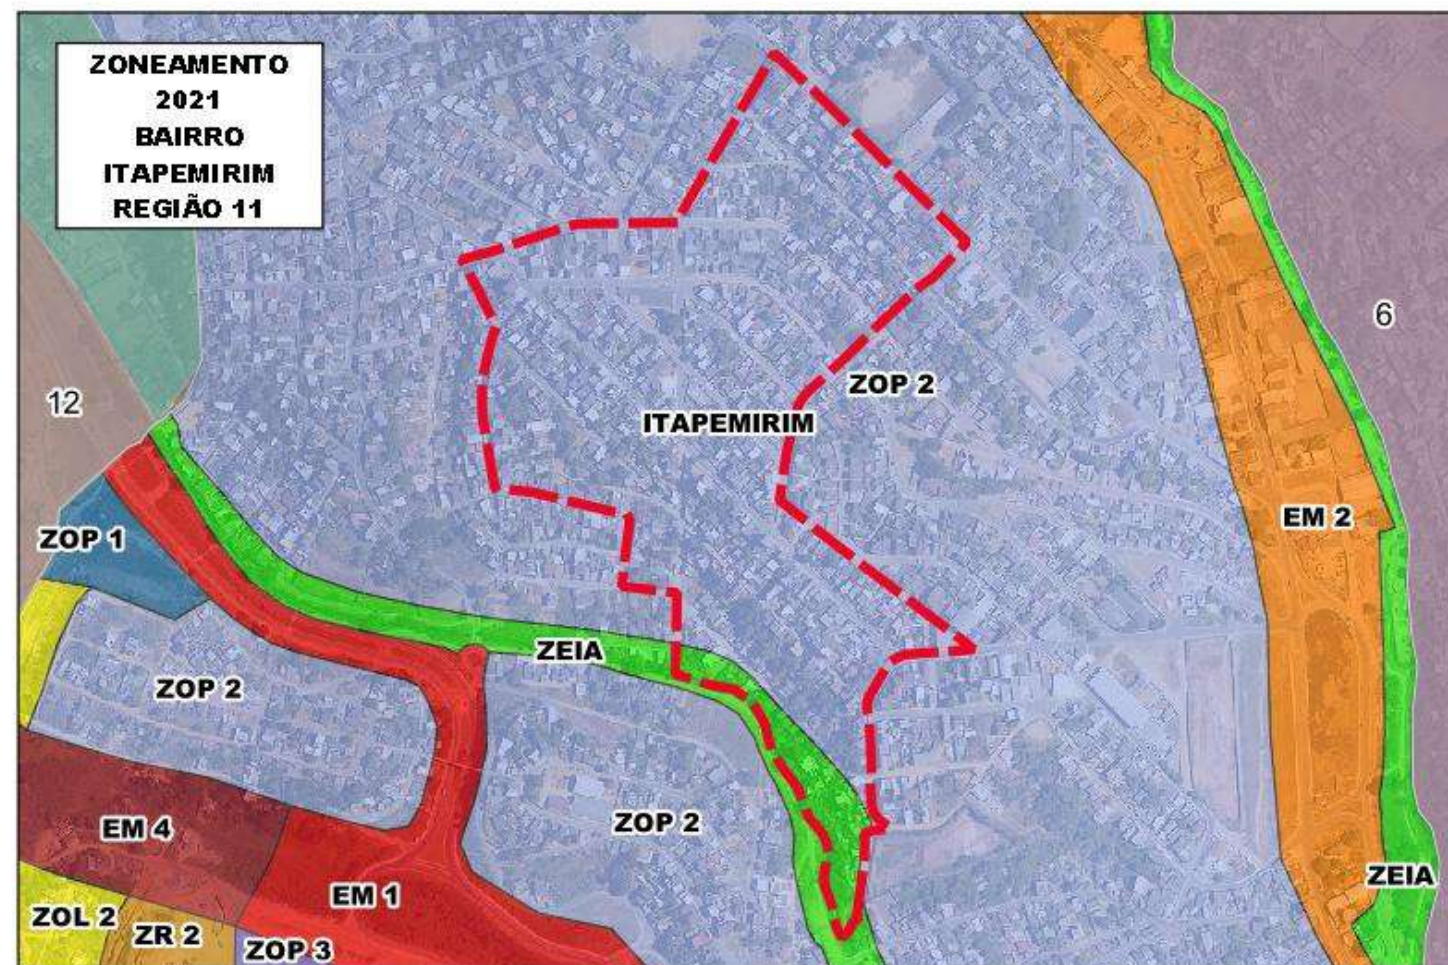 ZONEAMENTO
2021
BAIRRO
ITAPEMIRIM
REGIÃO 11
6
ZOP 2
12
ITAPEMIRIM
EM 2
ZOP 1
ZEIA
ZOP 2
ZOP 2
EM 4
ZEIA
EM 1
ZOL 2
ZR 2
ZOP 3